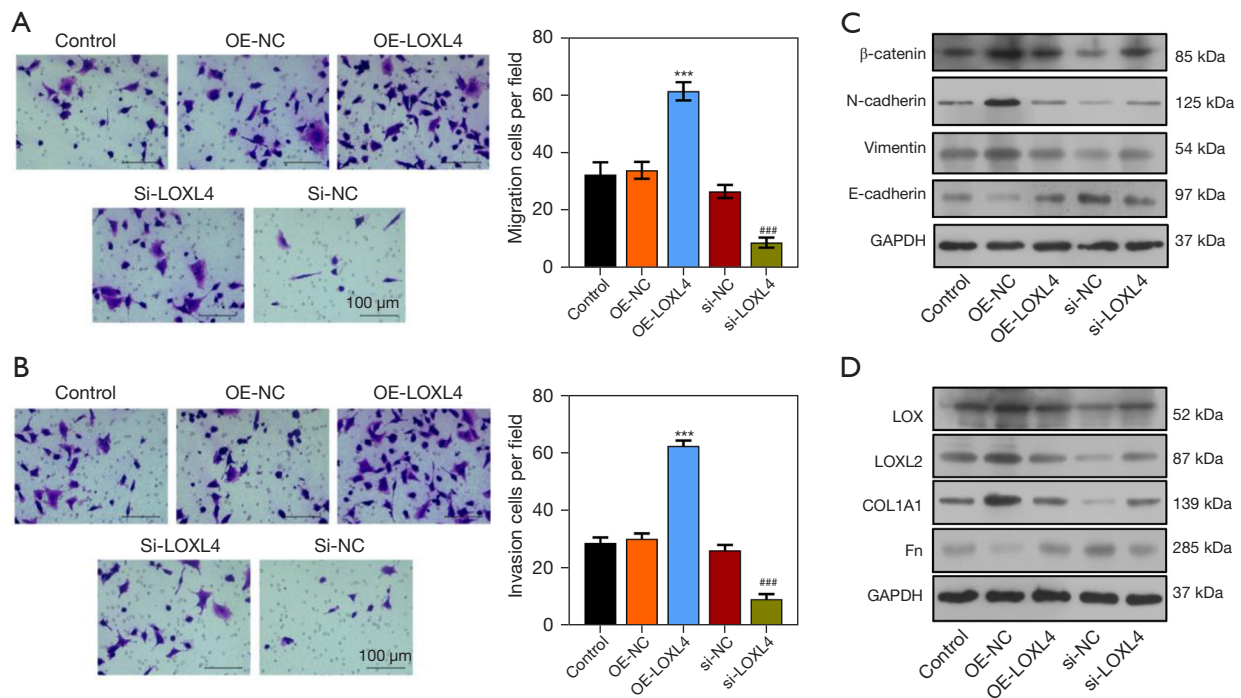 A
Control OE-NC OE-LOXL4
Si-LOXL4 Si-NC
100 μm
Migration cells per field
80
60
40
20
0
***
###
Control OE-NC OE-LOXL4 si-NC si-LOXL4
B
Control OE-NC OE-LOXL4
Si-LOXL4 Si-NC
100 μm
Invasion cells per field
80
60
40
20
0
***
###
Control OE-NC OE-LOXL4 si-NC si-LOXL4
C
β-catenin 85 kDa
N-cadherin 125 kDa
Vimentin 54 kDa
E-cadherin 97 kDa
GAPDH 37 kDa
Control OE-NC OE-LOXL4 si-NC si-LOXL4
D
LOX 52 kDa
LOXL2 87 kDa
COL1A1 139 kDa
Fn 285 kDa
GAPDH 37 kDa
Control OE-NC OE-LOXL4 si-NC si-LOXL4